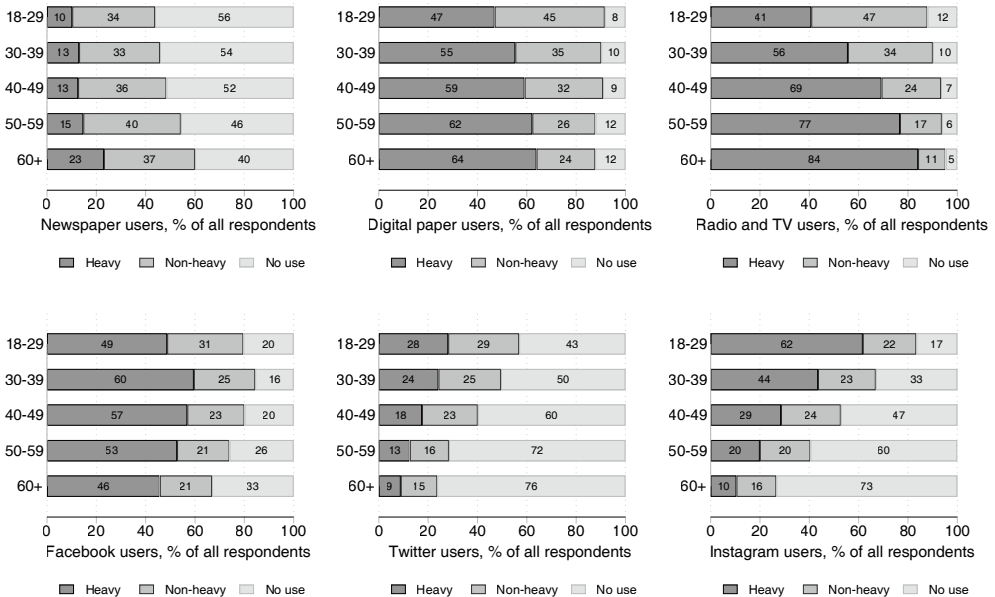 18-29 10 34 56
30-39 13 33 54
40-49 13 36 52
50-59 15 40 46
60+ 23 37 40
0 20 40 60 80 100
Newspaper users, % of all respondents
Heavy Non-heavy No use
18-29 47 45 8
30-39 55 35 10
40-49 59 32 9
50-59 62 26 12
60+ 64 24 12
0 20 40 60 80 100
Digital paper users, % of all respondents
Heavy Non-heavy No use
18-29 41 47 12
30-39 56 34 10
40-49 69 24 7
50-59 77 17 6
60+ 84 11 5
0 20 40 60 80 100
Radio and TV users, % of all respondents
Heavy Non-heavy No use
18-29 49 31 20
30-39 60 25 16
40-49 57 23 20
50-59 53 21 26
60+ 46 21 33
0 20 40 60 80 100
Facebook users, % of all respondents
Heavy Non-heavy No use
18-29 28 29 43
30-39 24 25 50
40-49 18 23 60
50-59 13 16 72
60+ 9 15 76
0 20 40 60 80 100
Twitter users, % of all respondents
Heavy Non-heavy No use
18-29 62 22 17
30-39 44 23 33
40-49 29 24 47
50-59 20 20 60
60+ 10 16 73
0 20 40 60 80 100
Instagram users, % of all respondents
Heavy Non-heavy No use